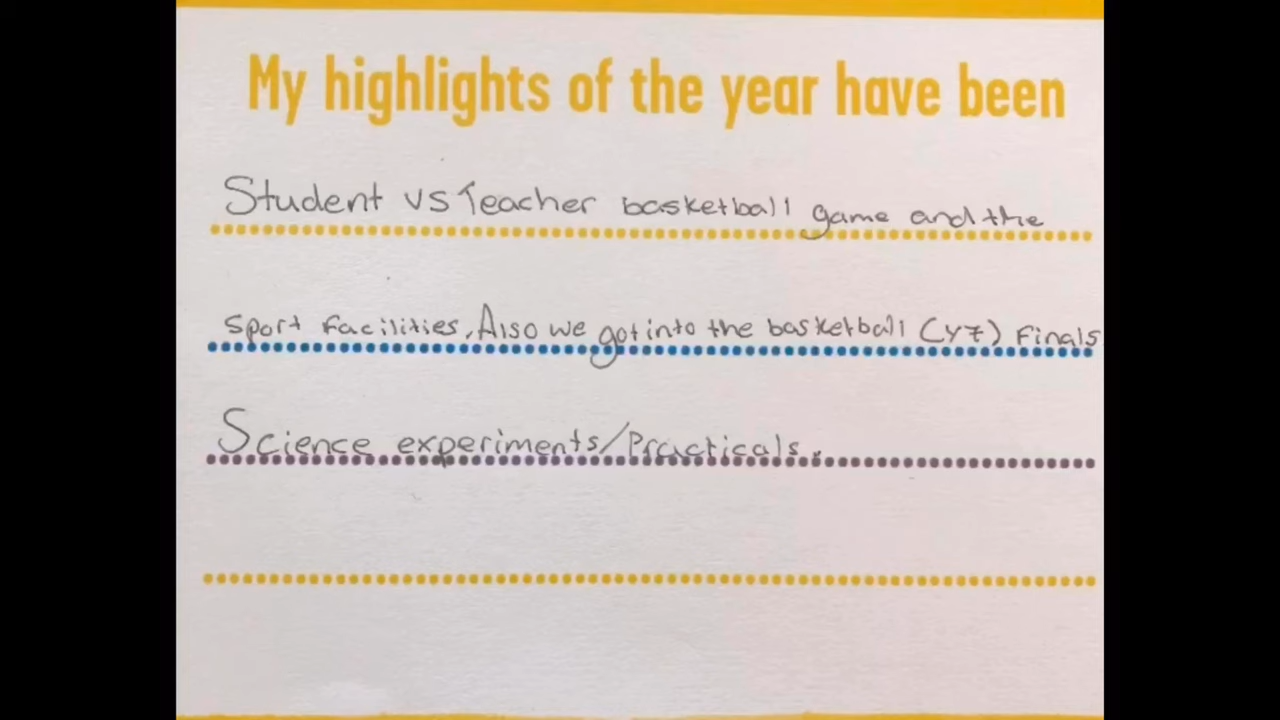 My highlights of the year have been
Student vs Teacher basketball game and the
sport facilities. Also we got into the basketball (Y7) Finals
Science experiments/Practicals.